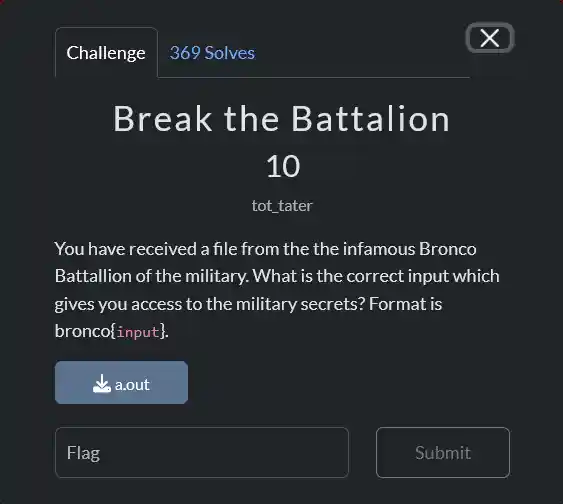 Challenge
369 Solves
Break the Battalion
10
tot_tater
You have received a file from the the infamous Bronco
Battallion of the military. What is the correct input which
gives you access to the military secrets? Format is
bronco{input}.
a.out
Flag
Submit